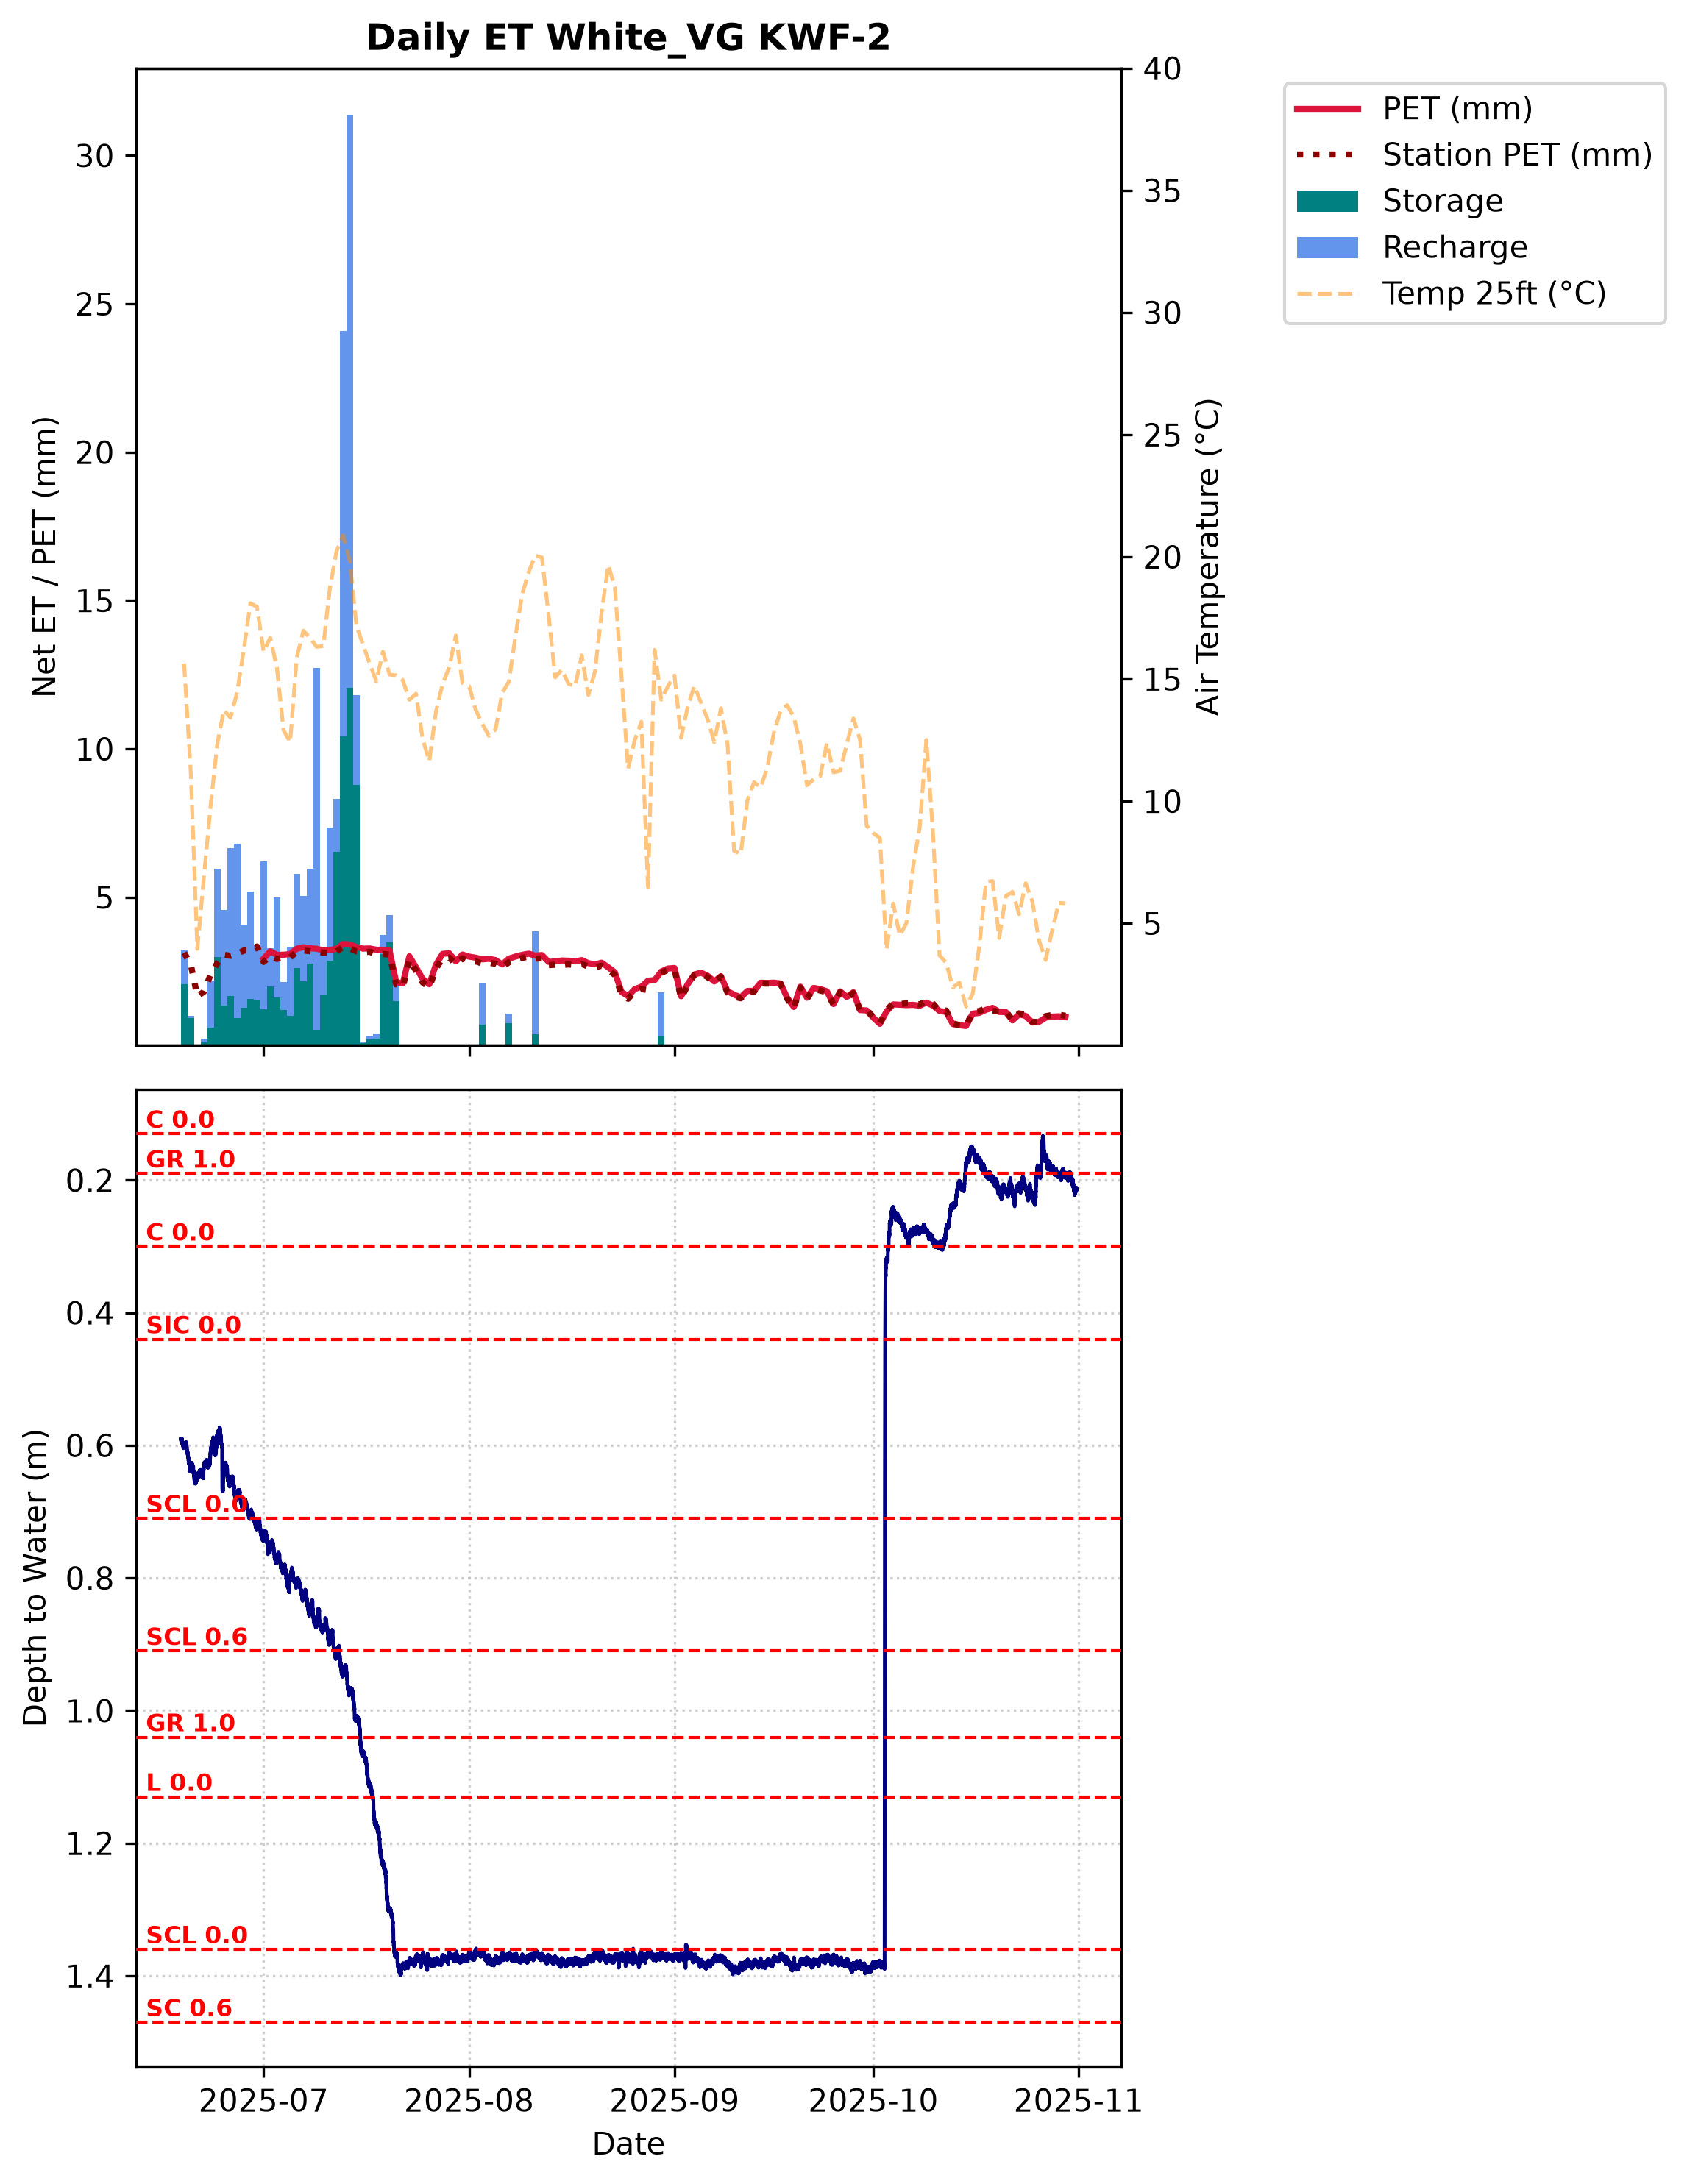 Daily ET White_VG KWF-2
Net ET / PET (mm)
30
25
20
15
10
5
40
35
30
25
20
15
10
5
Air Temperature (°C)
PET (mm)
Station PET (mm)
Storage
Recharge
Temp 25ft (°C)
Depth to Water (m)
0.2
0.4
0.6
0.8
1.0
1.2
1.4
C 0.0
GR 1.0
C 0.0
SIC 0.0
SCL 0.0
SCL 0.6
GR 1.0
L 0.0
SCL 0.0
SC 0.6
2025-07
2025-08
2025-09
2025-10
2025-11
Date